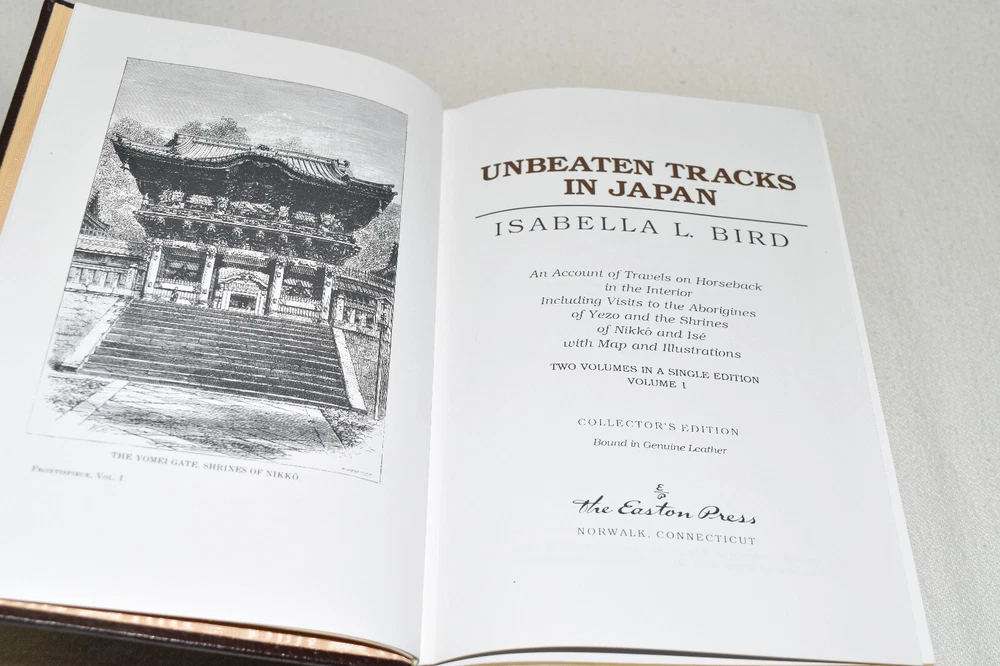 THE YOMEI GATE. SHRINES OF NIKKÔ.
FRONTISPIECE, VOL. I.
UNBEATEN TRACKS
IN JAPAN
ISABELLA L. BIRD
An Account of Travels on Horseback
in the Interior
Including Visits to the Aborigines
of Yezo and the Shrines
of Nikkô and Isé
with Map and Illustrations
TWO VOLUMES IN A SINGLE EDITION
VOLUME 1
COLLECTOR'S EDITION
Bound in Genuine Leather
E
P
the Easton Press
NORWALK, CONNECTICUT